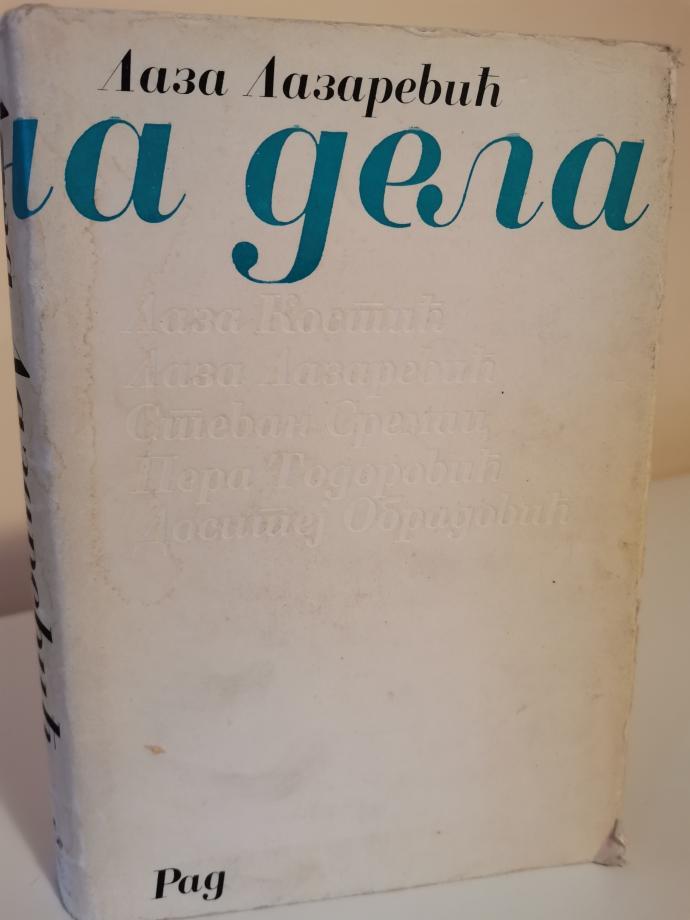 Лаза Лазаревић
на дела
Лаза Костић
Лаза Лазаревић
Стеван Сремац
Пера Тодоровић
Доситеј Обрадовић
Рад